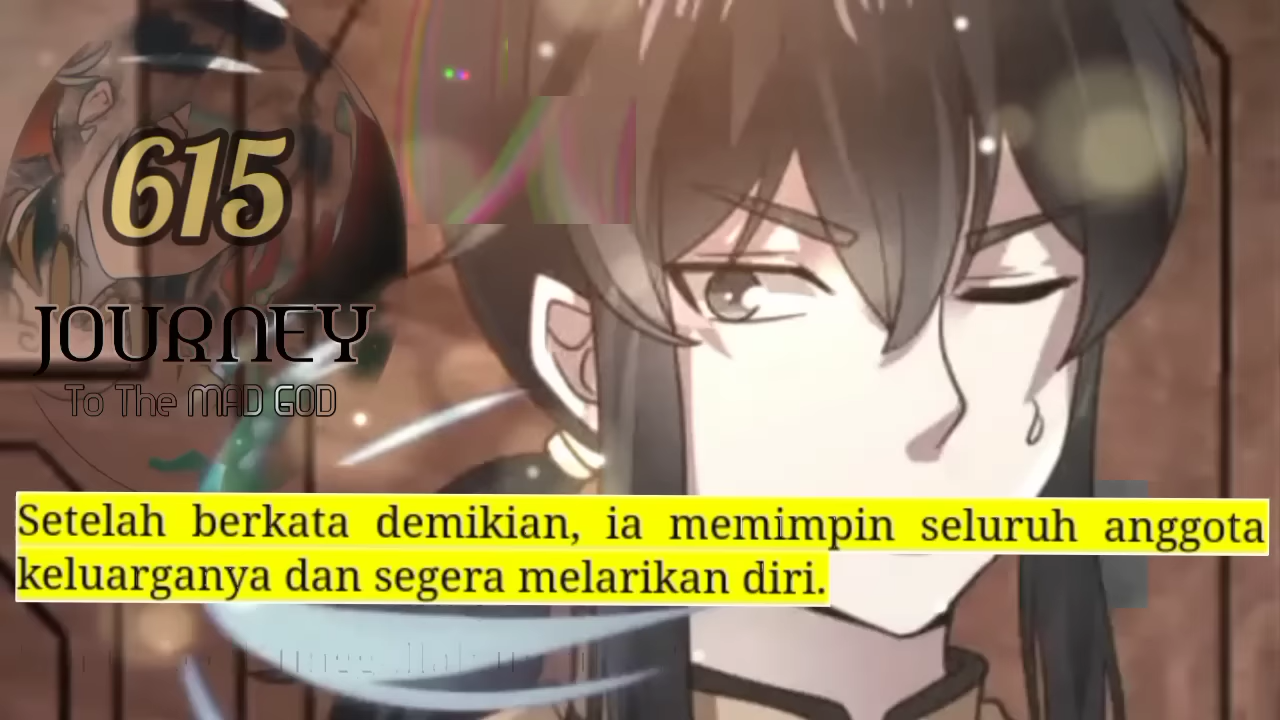 615
JOURNEY
To The MAD GOD
Setelah berkata demikian, ia memimpin seluruh anggota
keluarganya dan segera melarikan diri.